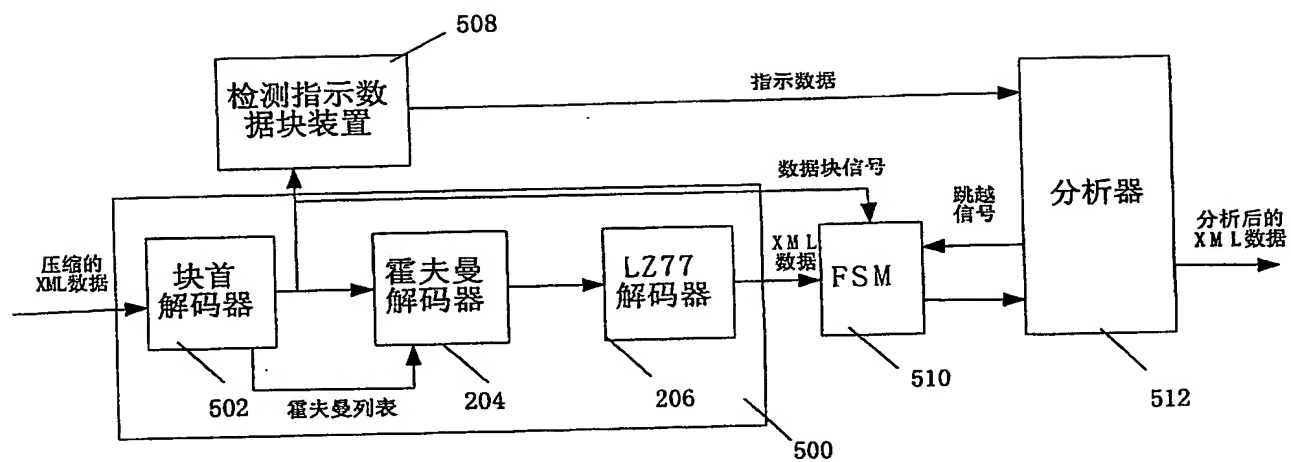 508
检测指示数
据块装置
指示数据
分析器
数据块信号
跳越
信号
分析后的
XML数据
压缩的
XML数据
块首
解码器
霍夫曼
解码器
LZ77
解码器
XML
数据
FSM
502
霍夫曼列表
204
206
500
510
512